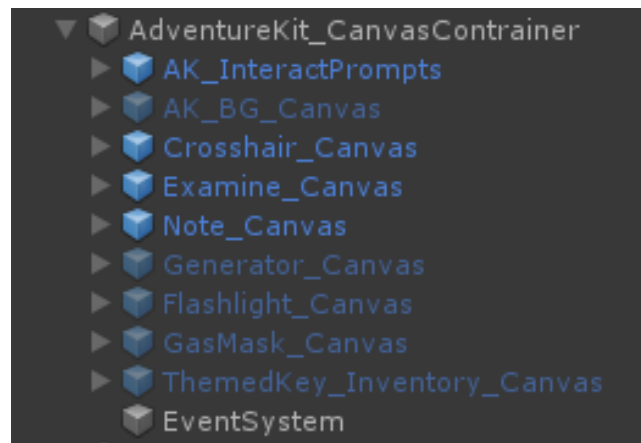 AdventureKit_CanvasContrainer
AK_InteractPrompts
AK_BG_Canvas
Crosshair_Canvas
Examine_Canvas
Note_Canvas
Generator_Canvas
Flashlight_Canvas
GasMask_Canvas
ThemedKey_Inventory_Canvas
EventSystem